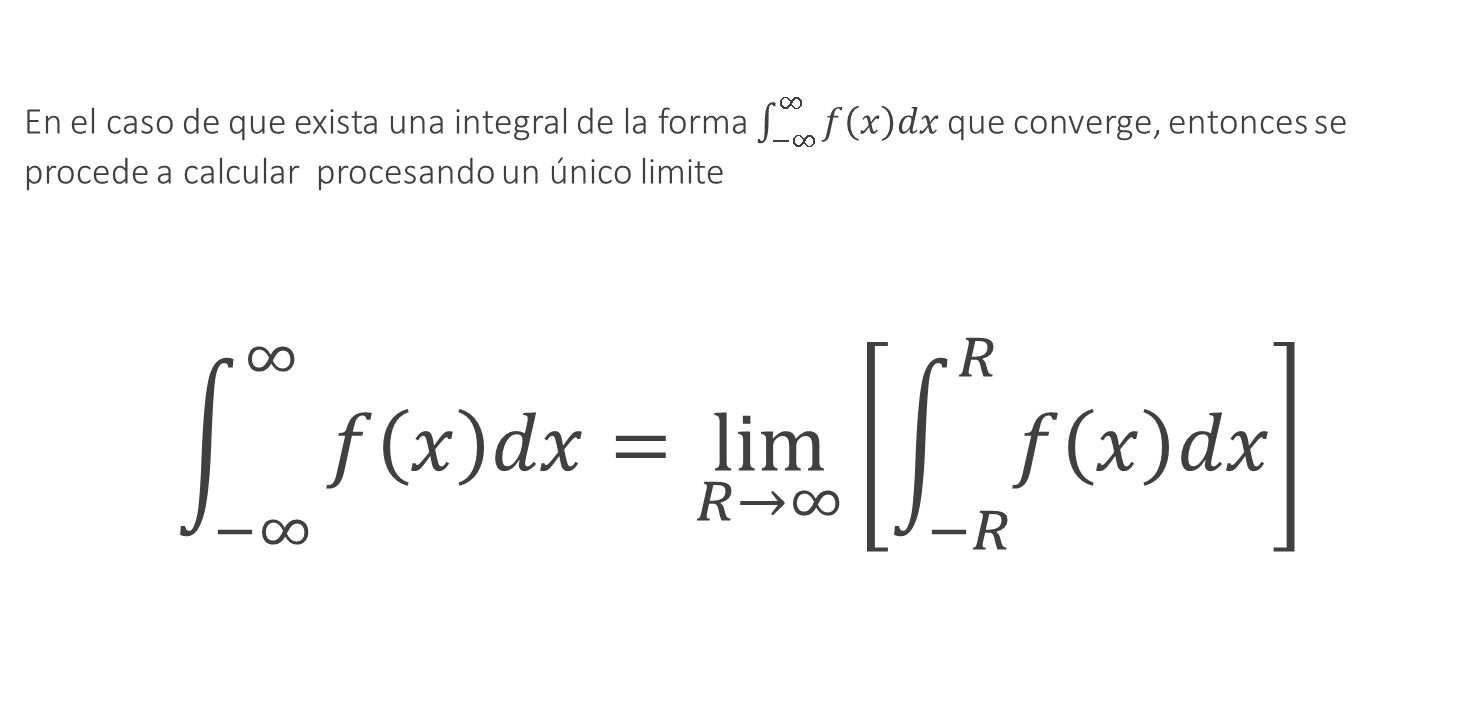 En el caso de que exista una integral de la forma ∫_{-∞}^{∞} f(x)dx que converge, entonces se
procede a calcular  procesando un único limite
∫_{-∞}^{∞} f(x)dx = lim_{R→∞} [∫_{-R}^{R} f(x)dx]